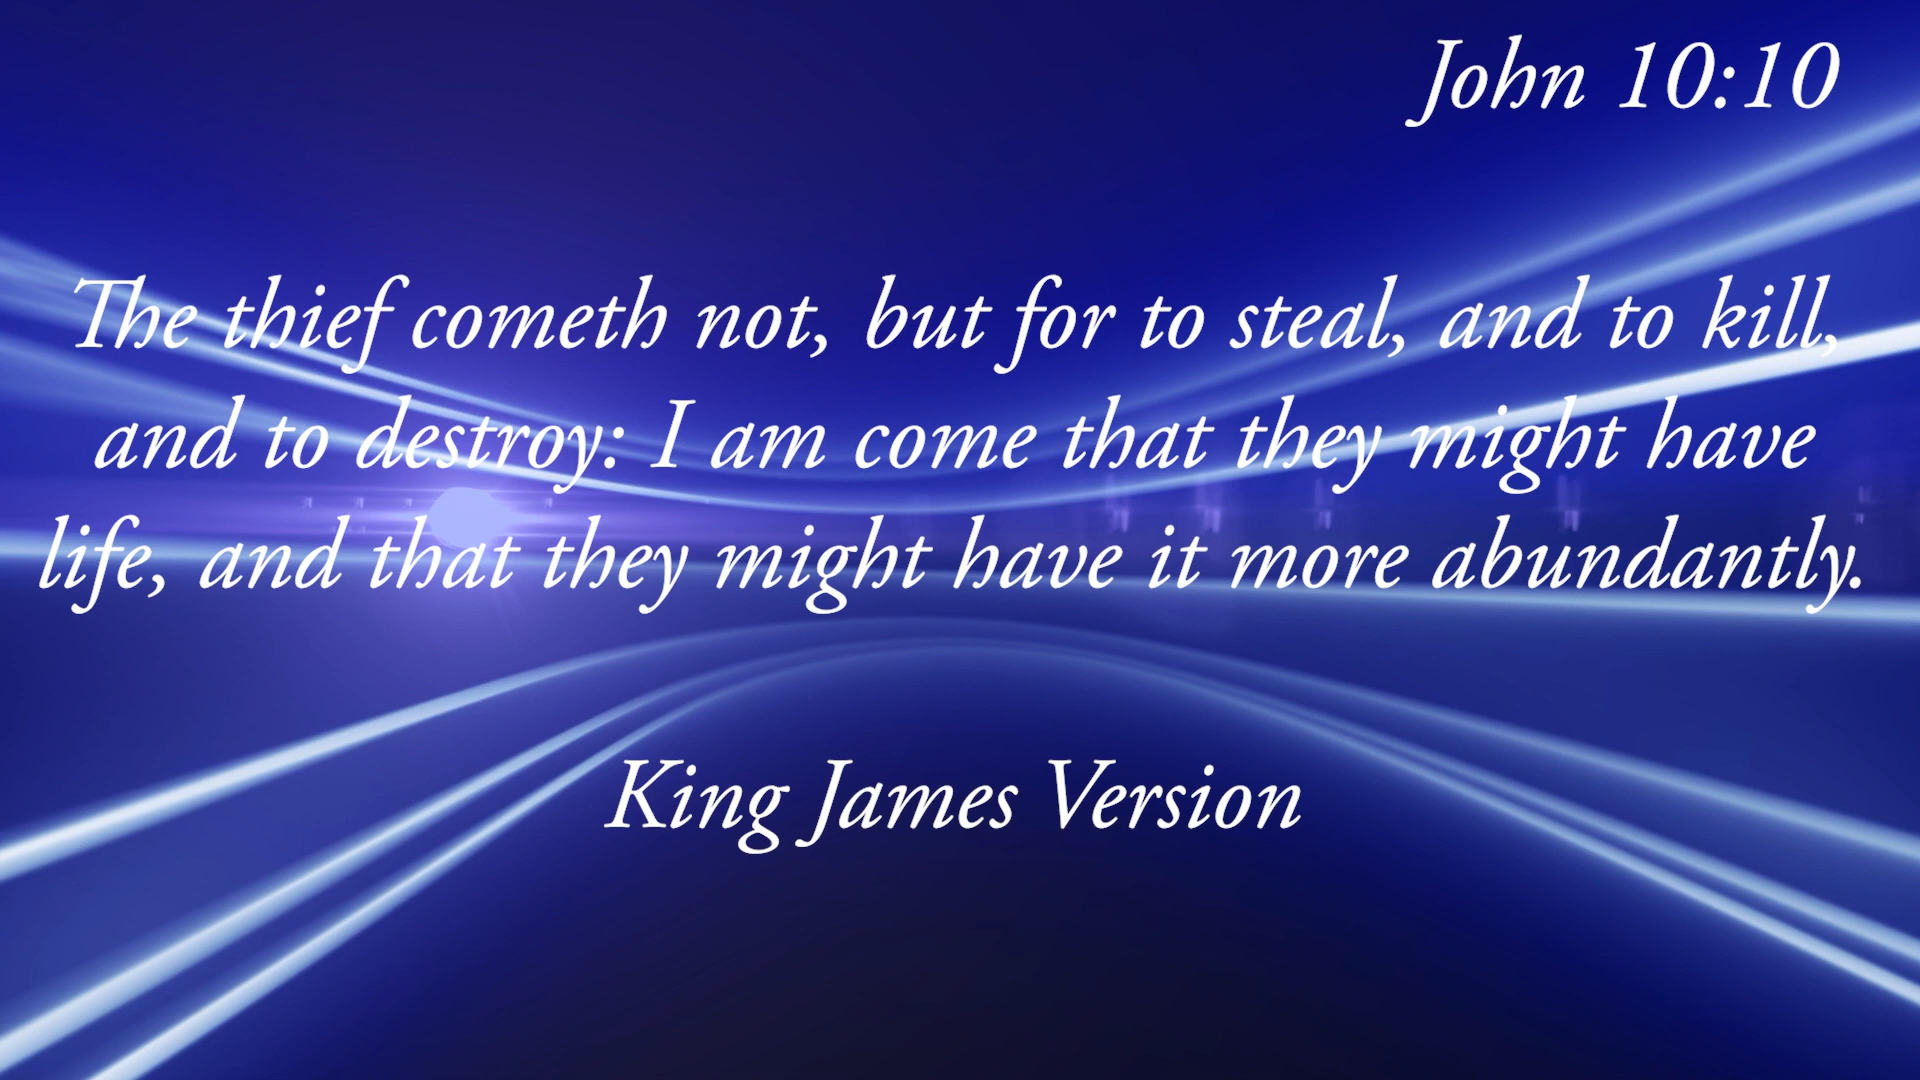 John 10:10
The thief cometh not, but for to steal, and to kill,
and to destroy: I am come that they might have
life, and that they might have it more abundantly.
King James Version